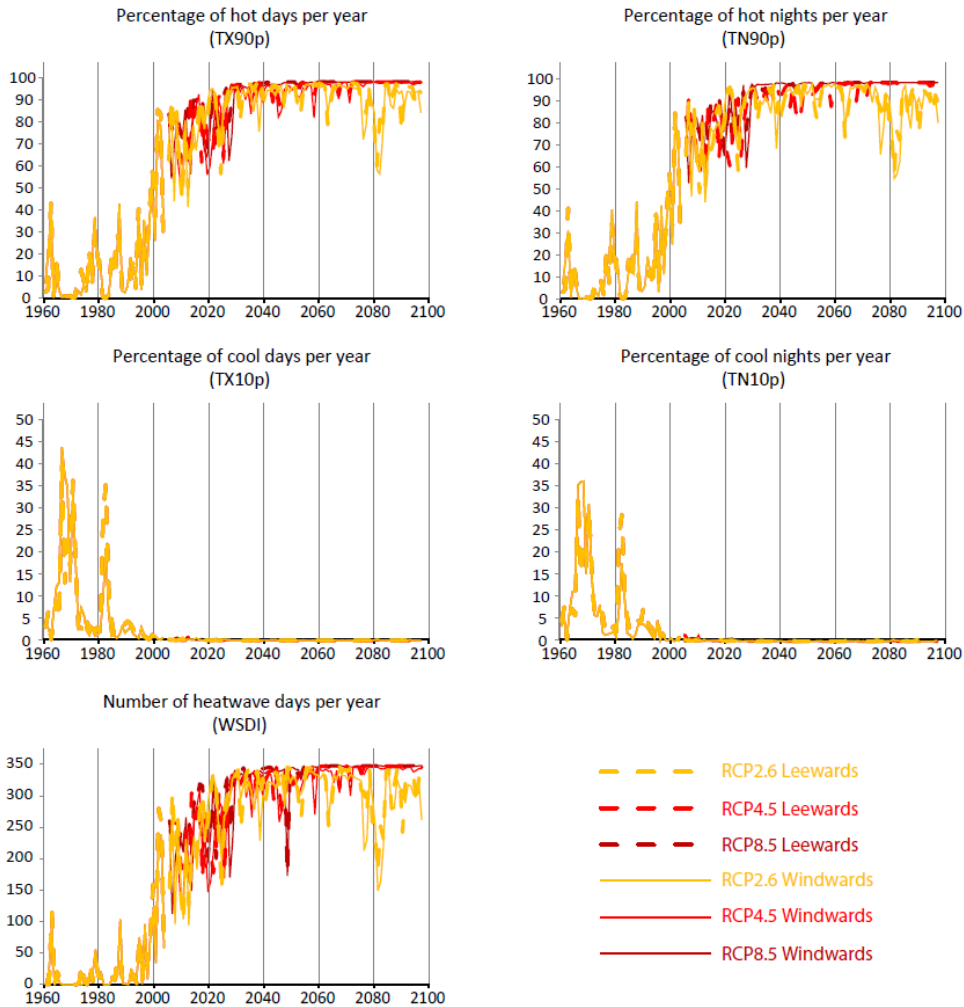 Percentage of hot days per year
(TX90p)
100
90
80
70
60
50
40
30
20
10
0
1960 1980 2000 2020 2040 2060 2080 2100
Percentage of hot nights per year
(TN90p)
100
90
80
70
60
50
40
30
20
10
0
1960 1980 2000 2020 2040 2060 2080 2100
Percentage of cool days per year
(TX10p)
50
45
40
35
30
25
20
15
10
5
0
1960 1980 2000 2020 2040 2060 2080 2100
Percentage of cool nights per year
(TN10p)
50
45
40
35
30
25
20
15
10
5
0
1960 1980 2000 2020 2040 2060 2080 2100
Number of heatwave days per year
(WSDI)
350
300
250
200
150
100
50
0
1960 1980 2000 2020 2040 2060 2080 2100
RCP2.6 Leewards
RCP4.5 Leewards
RCP8.5 Leewards
RCP2.6 Windwards
RCP4.5 Windwards
RCP8.5 Windwards